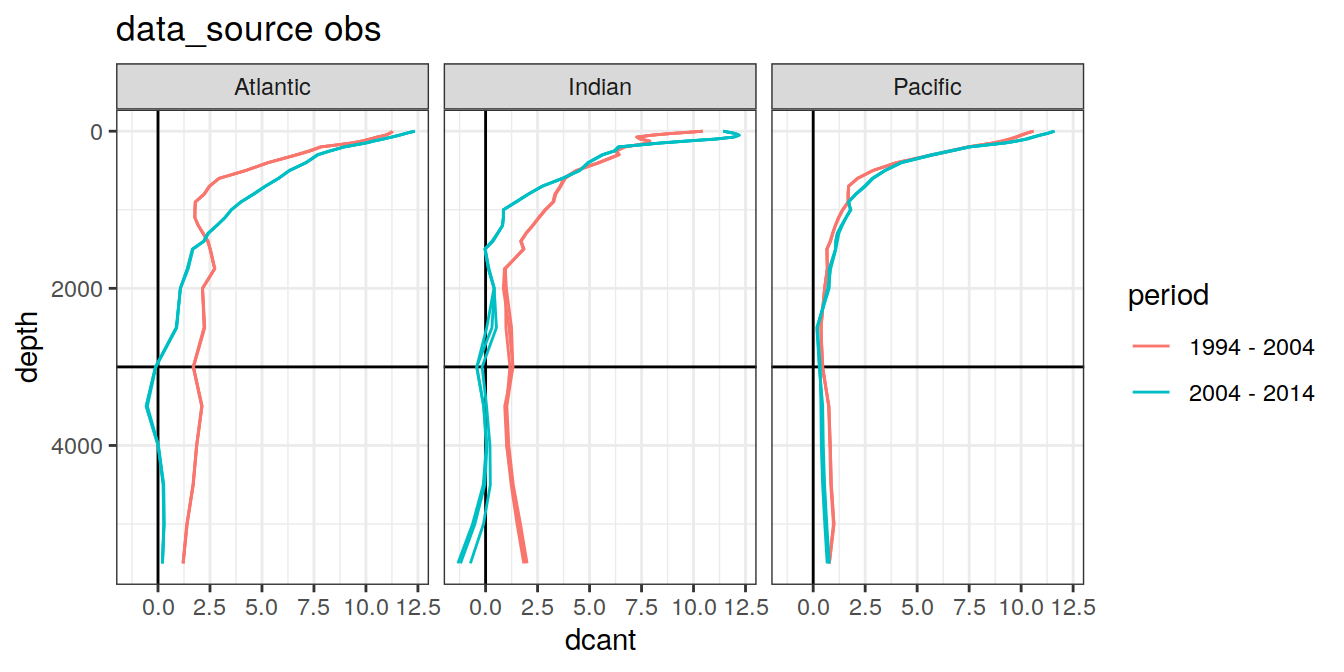 data_source obs
Atlantic Indian Pacific
0
2000
4000
depth
0.0 2.5 5.0 7.5 10.0 12.5 0.0 2.5 5.0 7.5 10.0 12.5 0.0 2.5 5.0 7.5 10.0 12.5
dcant
period
1994 - 2004
2004 - 2014